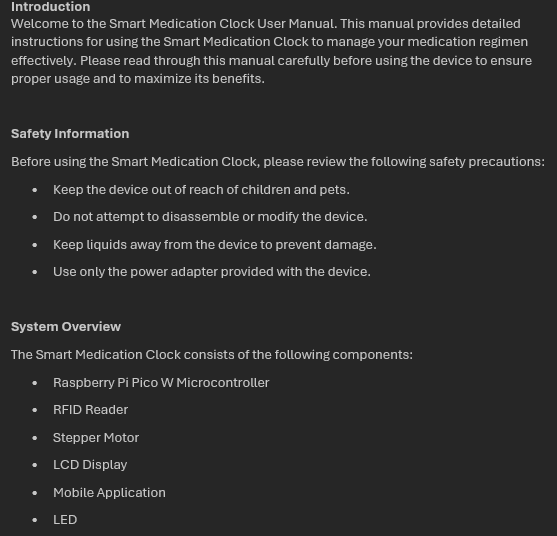 Introduction
Welcome to the Smart Medication Clock User Manual. This manual provides detailed
instructions for using the Smart Medication Clock to manage your medication regimen
effectively. Please read through this manual carefully before using the device to ensure
proper usage and to maximize its benefits.
Safety Information
Before using the Smart Medication Clock, please review the following safety precautions:
• Keep the device out of reach of children and pets.
• Do not attempt to disassemble or modify the device.
• Keep liquids away from the device to prevent damage.
• Use only the power adapter provided with the device.
System Overview
The Smart Medication Clock consists of the following components:
• Raspberry Pi Pico W Microcontroller
• RFID Reader
• Stepper Motor
• LCD Display
• Mobile Application
• LED